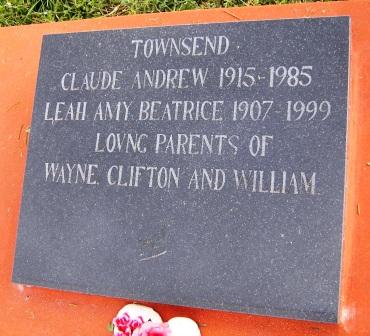 TOWNSEND
CLAUDE ANDREW 1915-1985
LEAH AMY BEATRICE 1907-1999
LOVNG PARENTS OF
WAYNE, CLIFTON AND WILLIAM.